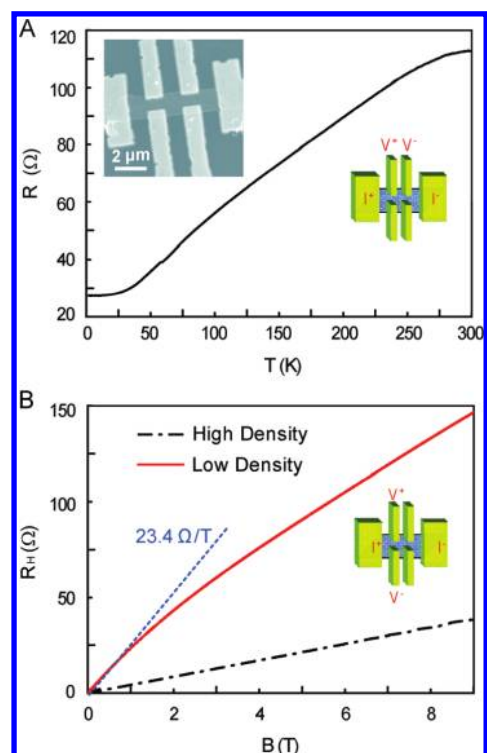 A
120
100
80
60
40
20
R (Ω)
2 μm
V+ V-
I+ I-
0 50 100 150 200 250 300
T (K)
B
150
100
50
0
RH (Ω)
High Density
Low Density
23.4 Ω/T
V+
I+ I-
V-
0 2 4 6 8
B (T)